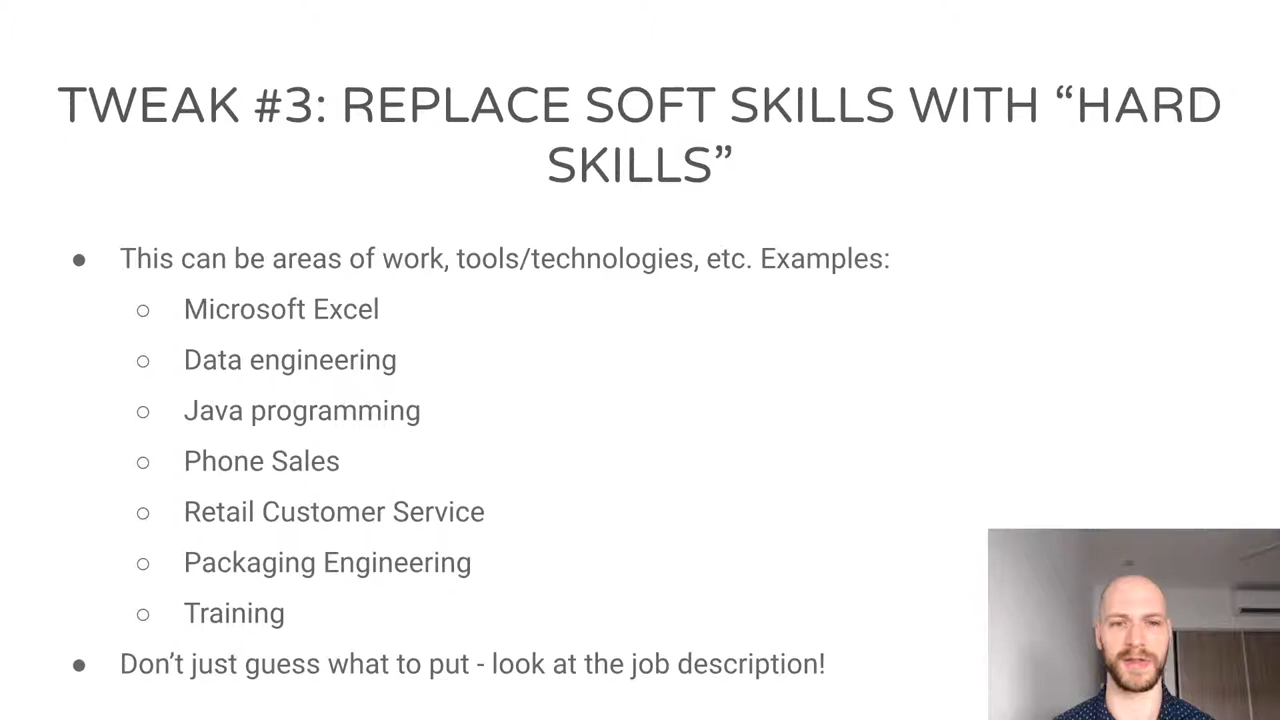 TWEAK #3: REPLACE SOFT SKILLS WITH “HARD
SKILLS”
● This can be areas of work, tools/technologies, etc. Examples:
○ Microsoft Excel
○ Data engineering
○ Java programming
○ Phone Sales
○ Retail Customer Service
○ Packaging Engineering
○ Training
● Don’t just guess what to put - look at the job description!